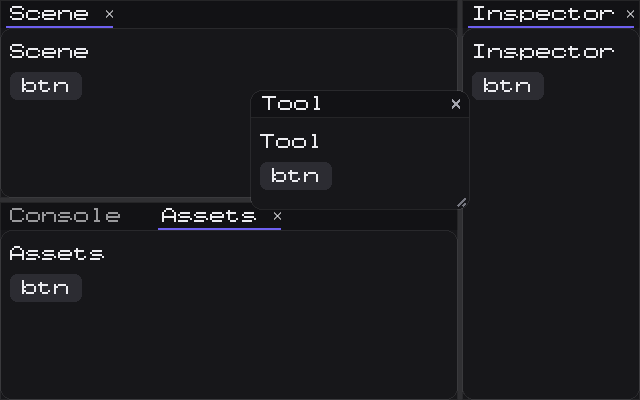 Scene ×
Scene
btn
Inspector ×
Inspector
btn
Tool ×
Tool
btn
Console Assets ×
Assets
btn